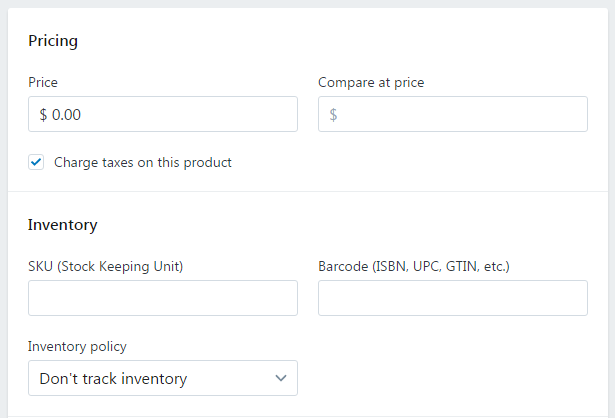 Pricing
Price
Compare at price
$ 0.00
$
Charge taxes on this product
Inventory
SKU (Stock Keeping Unit)
Barcode (ISBN, UPC, GTIN, etc.)
Inventory policy
Don't track inventory